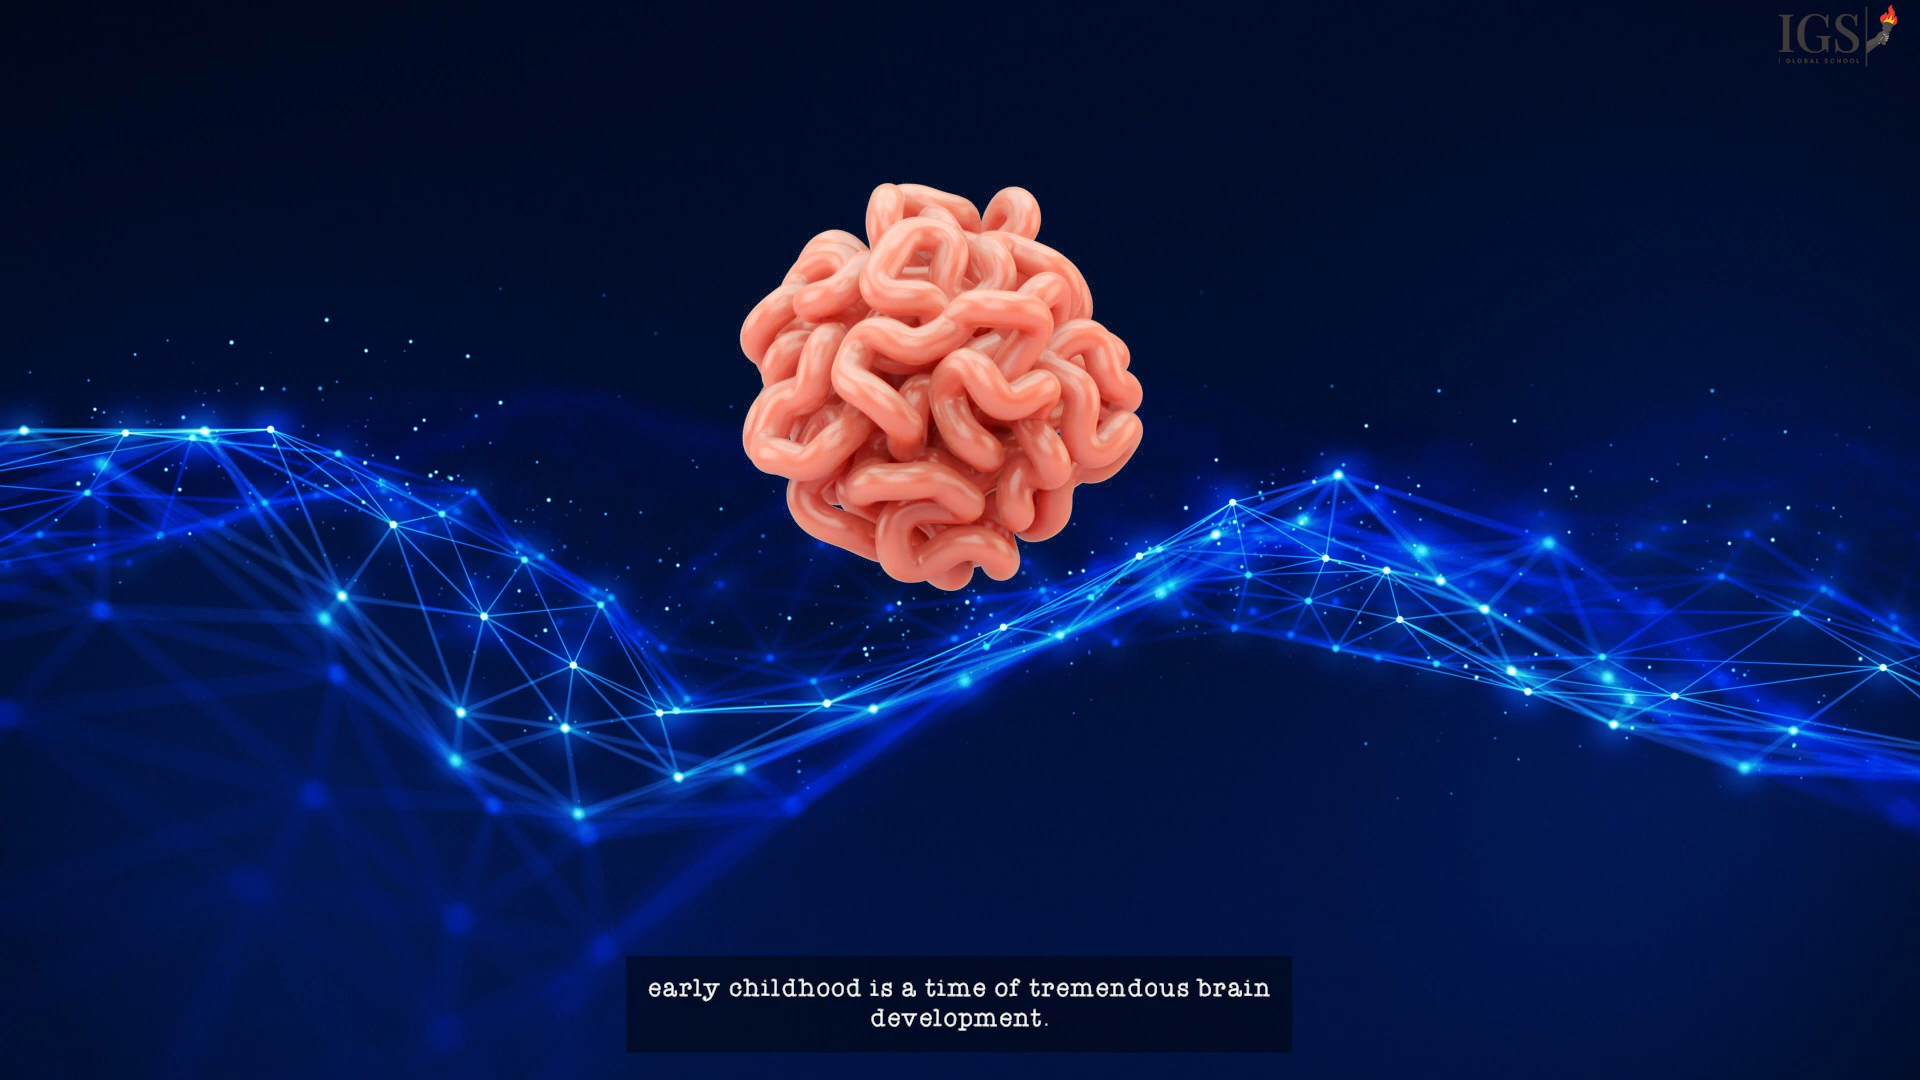 IGS
I GLOBAL SCHOOL
early childhood is a time of tremendous brain
development.